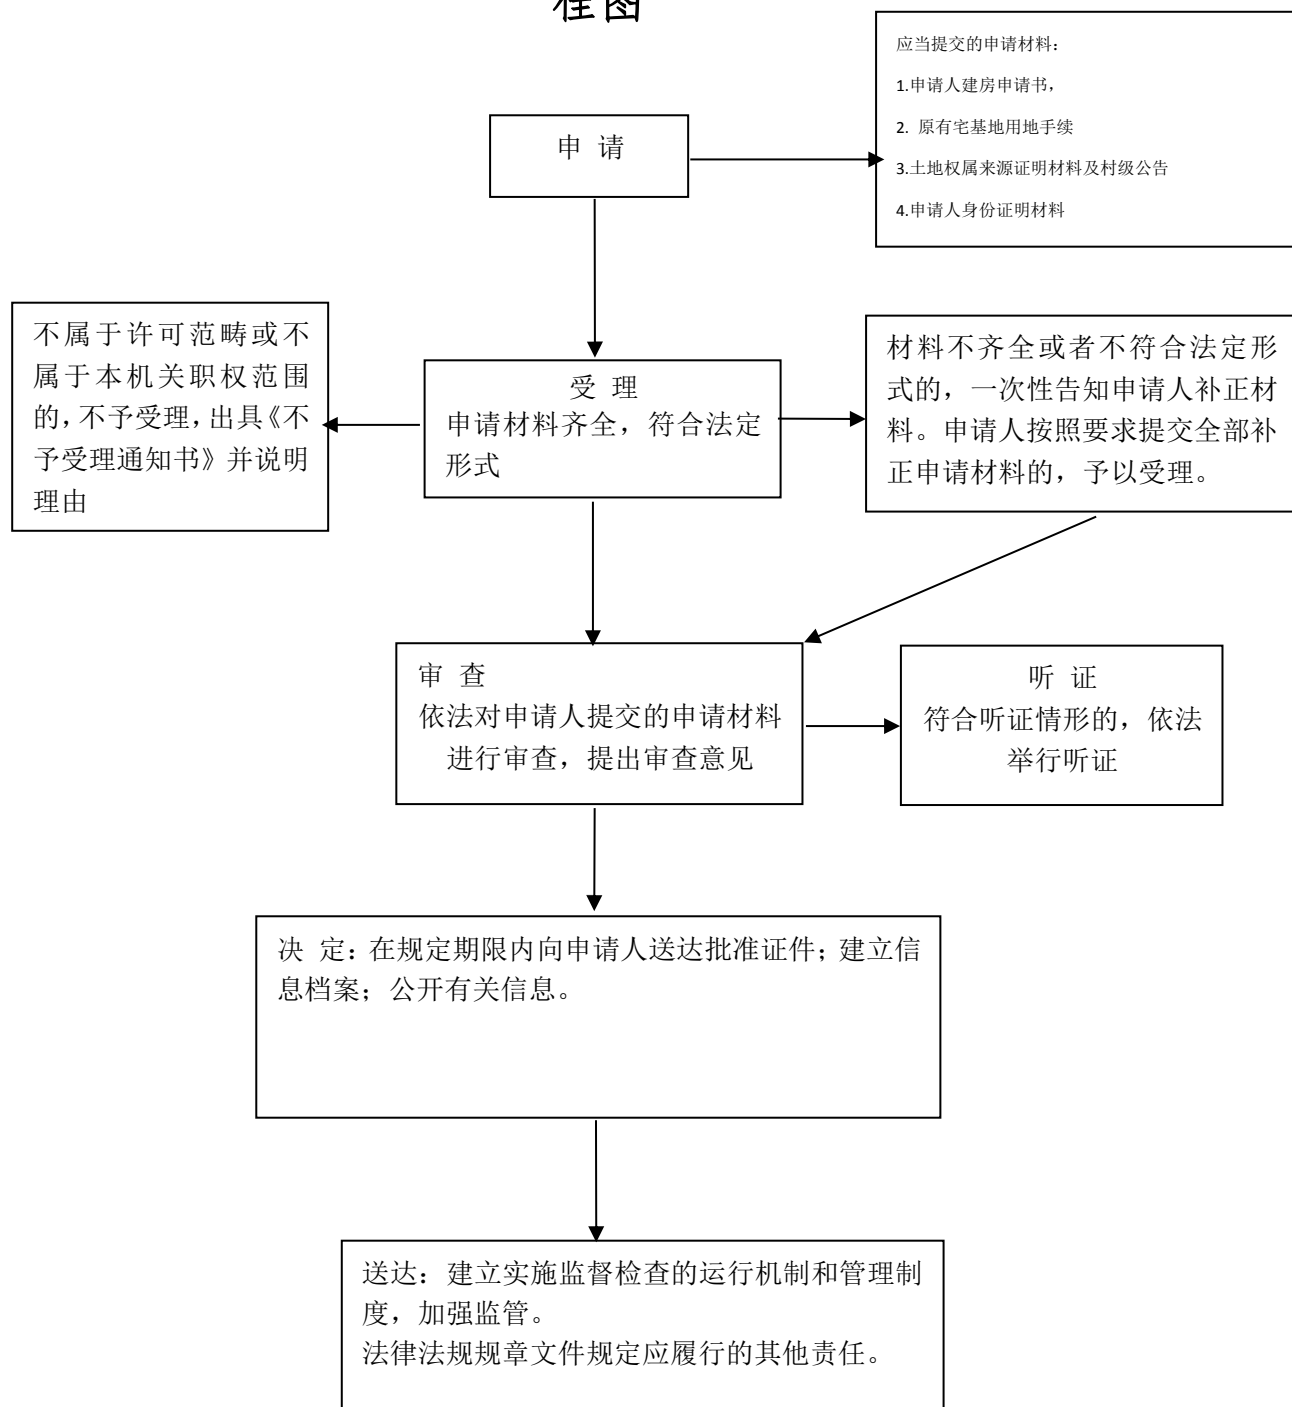 应当提交的申请材料：
1.申请人建房申请书，
2. 原有宅基地用地手续
3.土地权属来源证明材料及村级公告
4.申请人身份证明材料
申 请
不属于许可范畴或不
属于本机关职权范围
的，不予受理，出具《不
予受理通知书》并说明
理由
受 理
申请材料齐全，符合法定
形式
材料不齐全或者不符合法定形
式的，一次性告知申请人补正材
料。申请人按照要求提交全部补
正申请材料的，予以受理。
审 查
依法对申请人提交的申请材料
进行审查，提出审查意见
听 证
符合听证情形的，依法
举行听证
决 定：在规定期限内向申请人送达批准证件；建立信
息档案；公开有关信息。
送达：建立实施监督检查的运行机制和管理制
度，加强监管。
法律法规规章文件规定应履行的其他责任。